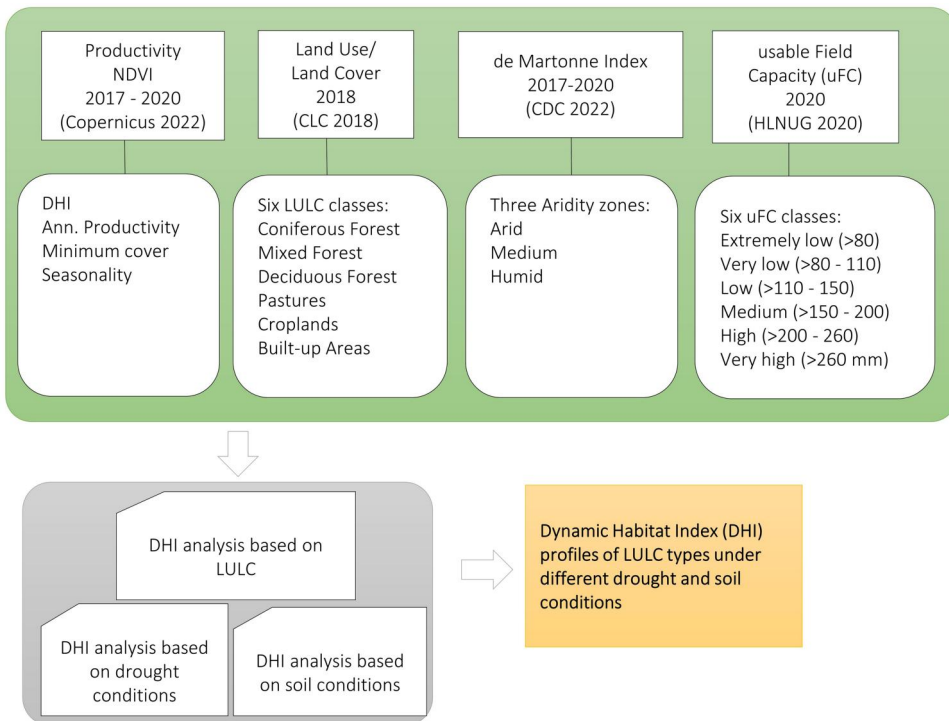 Productivity
NDVI
2017 - 2020
(Copernicus 2022)
Land Use/
Land Cover
2018
(CLC 2018)
de Martonne Index
2017-2020
(CDC 2022)
usable Field
Capacity (uFC)
2020
(HLNUG 2020)
DHI
Ann. Productivity
Minimum cover
Seasonality
Six LULC classes:
Coniferous Forest
Mixed Forest
Deciduous Forest
Pastures
Croplands
Built-up Areas
Three Aridity zones:
Arid
Medium
Humid
Six uFC classes:
Extremely low (>80)
Very low (>80 - 110)
Low (>110 - 150)
Medium (>150 - 200)
High (>200 - 260)
Very high (>260 mm)
DHI analysis based on
LULC
DHI analysis based
on drought
conditions
DHI analysis based
on soil conditions
Dynamic Habitat Index (DHI)
profiles of LULC types under
different drought and soil
conditions